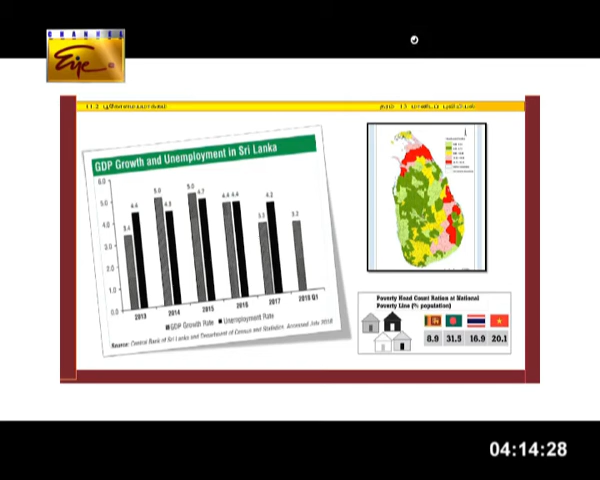 CHANNEL
Eye
GDP Growth and Unemployment in Sri Lanka
6.0
5.0
4.0
3.0
2.0
1.0
0.0
3.4
4.4
5.0
4.3
5.0
4.7
4.4 4.4
3.3
4.2
3.2
2013
2014
2015
2016
2017
2018 Q1
GDP Growth Rate Unemployment Rate
Source: Central Bank of Sri Lanka and Department of Census and Statistics. Accessed July 2018
Poverty Head Count Ration at National
Poverty Line (% population)
8.9 31.5 16.9 20.1
04:14:28